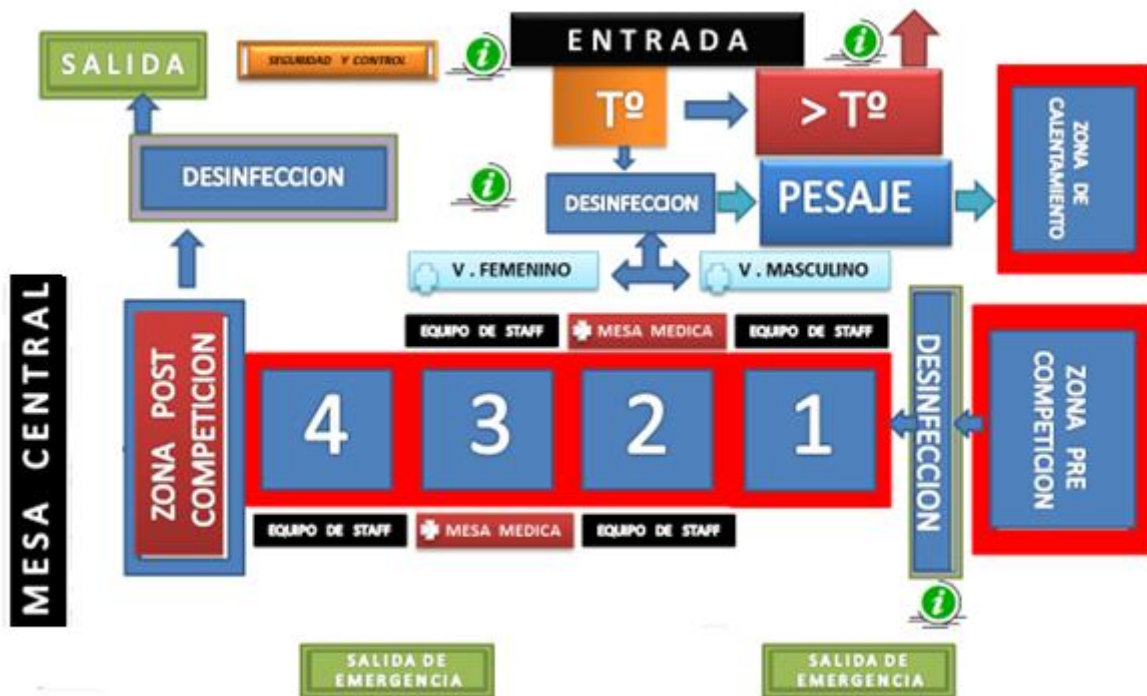 ENTRADA
SALIDA
SEGURIDAD Y CONTROL
i
i
Tº
> Tº
ZONA DE
CALENTAMIENTO
DESINFECCION
i
DESINFECCION
PESAJE
V . FEMENINO
V . MASCULINO
MESA CENTRAL
ZONA POST
COMPETICION
EQUIPO DE STAFF
MESA MEDICA
EQUIPO DE STAFF
4
3
2
1
DESINFECCION
ZONA PRE
COMPETICION
EQUIPO DE STAFF
MESA MEDICA
EQUIPO DE STAFF
i
SALIDA DE
EMERGENCIA
SALIDA DE
EMERGENCIA